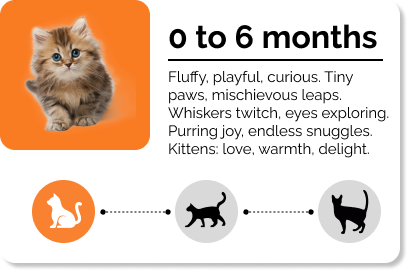 0 to 6 months
Fluffy, playful, curious. Tiny
paws, mischievous leaps.
Whiskers twitch, eyes exploring.
Purring joy, endless snuggles.
Kittens: love, warmth, delight.